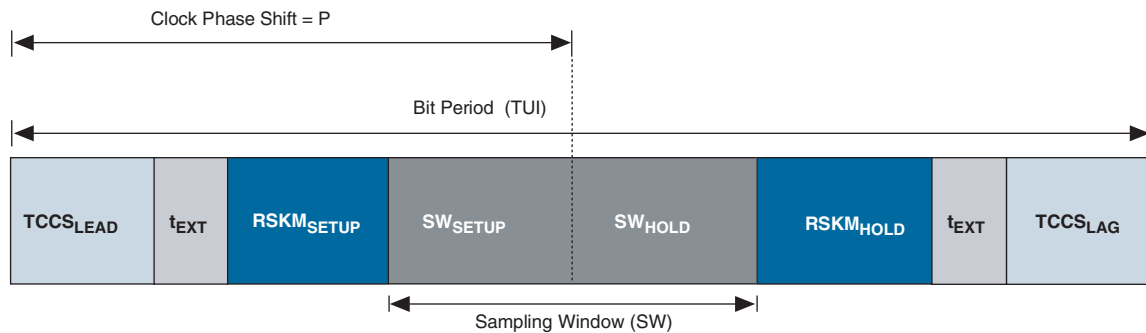 Clock Phase Shift = P
Bit Period (TUI)
TCCSLEAD tEXT RSKMSETUP SWSETUP SWHOLD RSKMHOLD tEXT TCCSLAG
Sampling Window (SW)